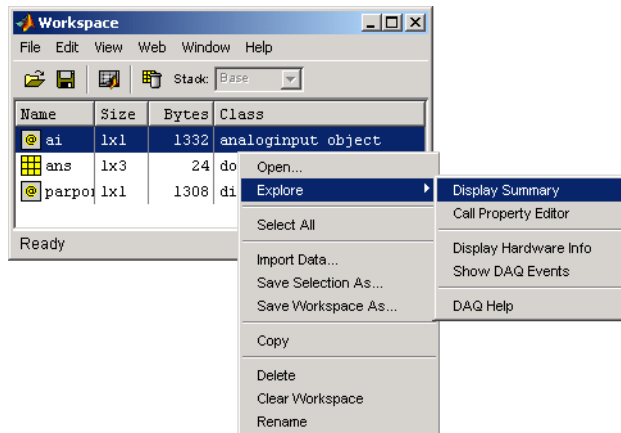 Workspace
File Edit View Web Window Help
Stack: Base
Name Size Bytes Class
ai 1x1 1332 analoginput object
ans 1x3 24 do
parpor 1x1 1308 di
Ready
Open...
Explore
Select All
Import Data...
Save Selection As...
Save Workspace As...
Copy
Delete
Clear Workspace
Rename
Display Summary
Call Property Editor
Display Hardware Info
Show DAQ Events
DAQ Help